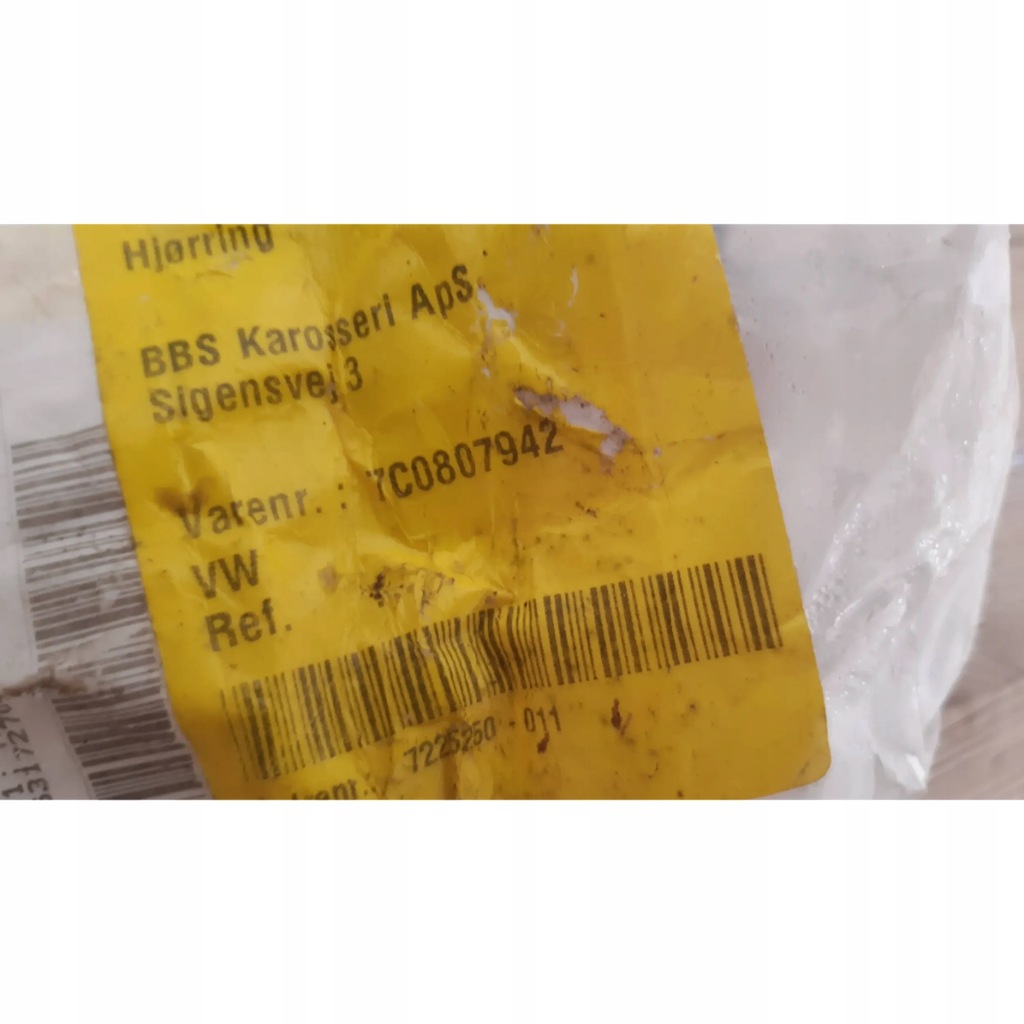 Hjørring
BBS Karosseri ApS
Sigensvej 3
Varenr. : 7C0807942
VW
Ref.
7225250 - 011